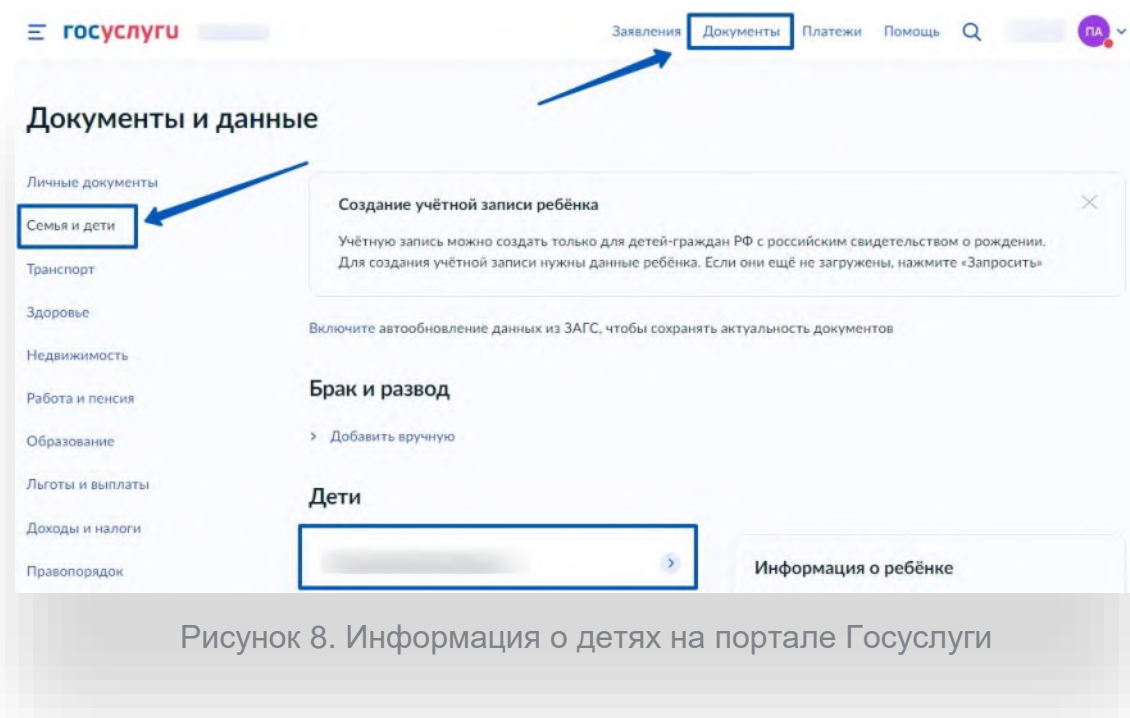 госуслуги
Заявления Документы Платежи Помощь ПА
Документы и данные
Личные документы
Семья и дети
Транспорт
Здоровье
Недвижимость
Работа и пенсия
Образование
Льготы и выплаты
Доходы и налоги
Правопорядок
Создание учётной записи ребёнка
Учётную запись можно создать только для детей-граждан РФ с российским свидетельством о рождении.
Для создания учётной записи нужны данные ребёнка. Если они ещё не загружены, нажмите «Запросить»
Включите автообновление данных из ЗАГС, чтобы сохранять актуальность документов
Брак и развод
Добавить вручную
Дети
Информация о ребёнке
Рисунок 8. Информация о детях на портале Госуслуги